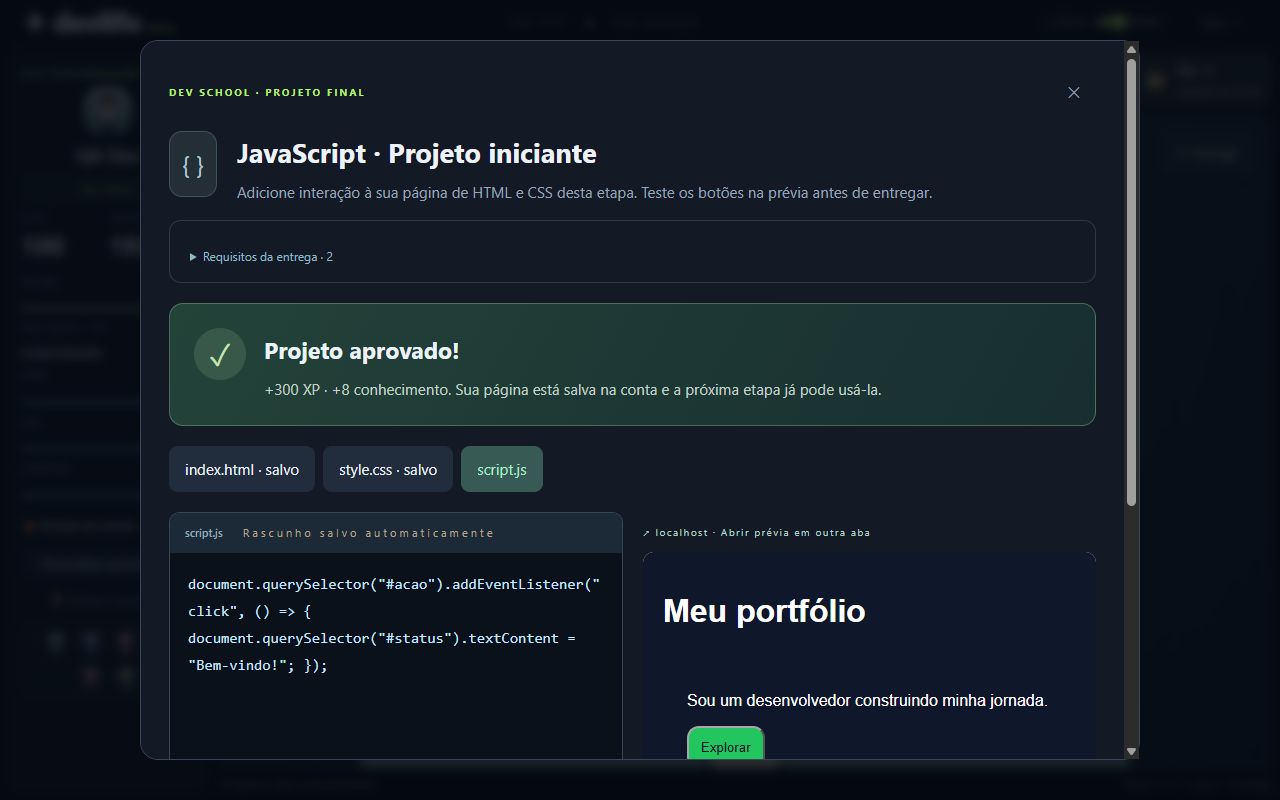 DEV SCHOOL · PROJETO FINAL
{ }
JavaScript · Projeto iniciante
Adicione interação à sua página de HTML e CSS desta etapa. Teste os botões na prévia antes de entregar.
Requisitos da entrega · 2
Projeto aprovado!
+300 XP · +8 conhecimento. Sua página está salva na conta e a próxima etapa já pode usá-la.
index.html · salvo
style.css · salvo
script.js
script.js
Rascunho salvo automaticamente
document.querySelector("#acao").addEventListener("
click", () => {
document.querySelector("#status").textContent =
"Bem-vindo!"; });
↗ localhost · Abrir prévia em outra aba
Meu portfólio
Sou um desenvolvedor construindo minha jornada.
Explorar